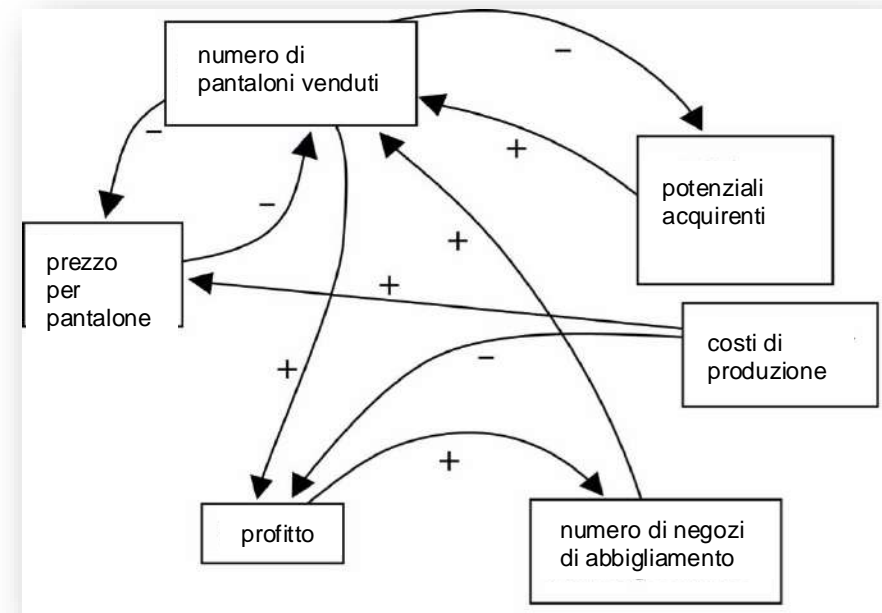 numero di
pantaloni venduti
−
−
+
potenziali
acquirenti
−
+
prezzo
per
pantalone
+
costi di
produzione
+
−
+
profitto
numero di negozi
di abbigliamento